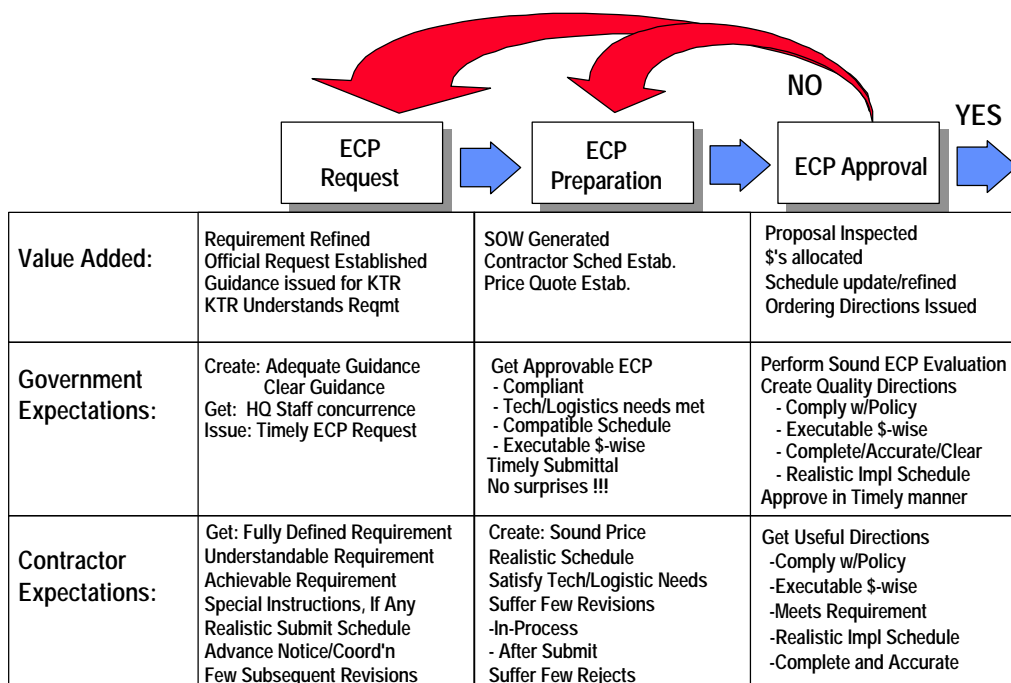 NO
YES
ECP
Request
ECP
Preparation
ECP Approval
Value Added:
Requirement Refined
Official Request Established
Guidance issued for KTR
KTR Understands Reqmt
SOW Generated
Contractor Sched Estab.
Price Quote Estab.
Proposal Inspected
$'s allocated
Schedule update/refined
Ordering Directions Issued
Government
Expectations:
Create: Adequate Guidance
Clear Guidance
Get: HQ Staff concurrence
Issue: Timely ECP Request
Get Approvable ECP
- Compliant
- Tech/Logistics needs met
- Compatible Schedule
- Executable $-wise
Timely Submittal
No surprises !!!
Perform Sound ECP Evaluation
Create Quality Directions
- Comply w/Policy
- Executable $-wise
- Complete/Accurate/Clear
- Realistic Impl Schedule
Approve in Timely manner
Contractor
Expectations:
Get: Fully Defined Requirement
Understandable Requirement
Achievable Requirement
Special Instructions, If Any
Realistic Submit Schedule
Advance Notice/Coord'n
Few Subsequent Revisions
Create: Sound Price
Realistic Schedule
Satisfy Tech/Logistic Needs
Suffer Few Revisions
-In-Process
- After Submit
Suffer Few Rejects
Get Useful Directions
-Comply w/Policy
-Executable $-wise
-Meets Requirement
-Realistic Impl Schedule
-Complete and Accurate